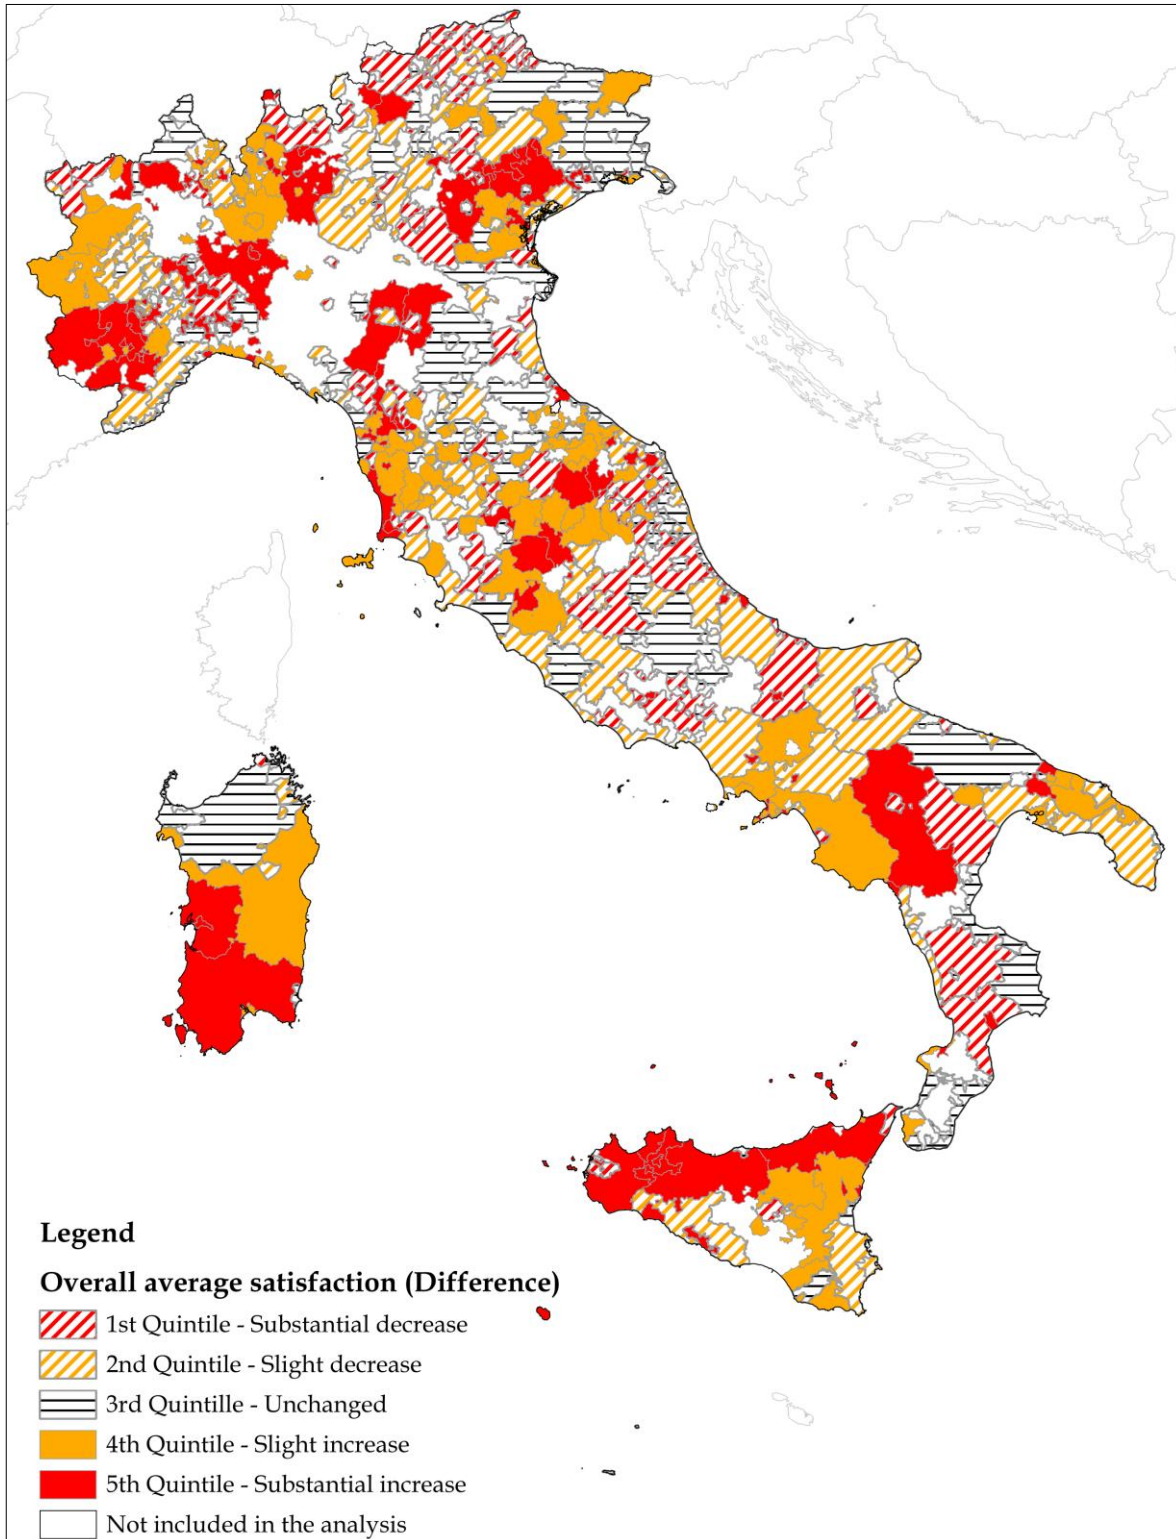 Legend
Overall average satisfaction (Difference)
1st Quintile - Substantial decrease
2nd Quintile - Slight decrease
3rd Quintille - Unchanged
4th Quintile - Slight increase
5th Quintile - Substantial increase
Not included in the analysis